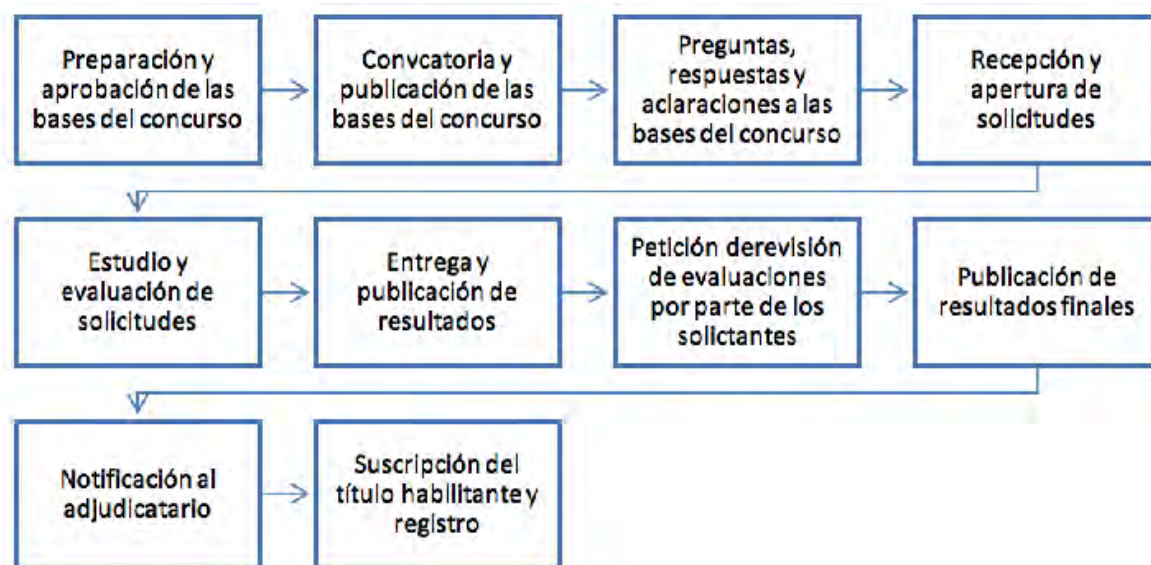 Preparación y
aprobación de las
bases del concurso
Convcatoria y
publicación de las
bases del concurso
Preguntas,
respuestas y
aclaraciones a las
bases del concurso
Recepción y
apertura de
solicitudes
Estudio y
evaluación de
solicitudes
Entrega y
publicación de
resultados
Petición derevisión
de evaluaciones
por parte de los
solictantes
Publicación de
resultados finales
Notificación al
adjudicatario
Suscripción del
título habilitante y
registro